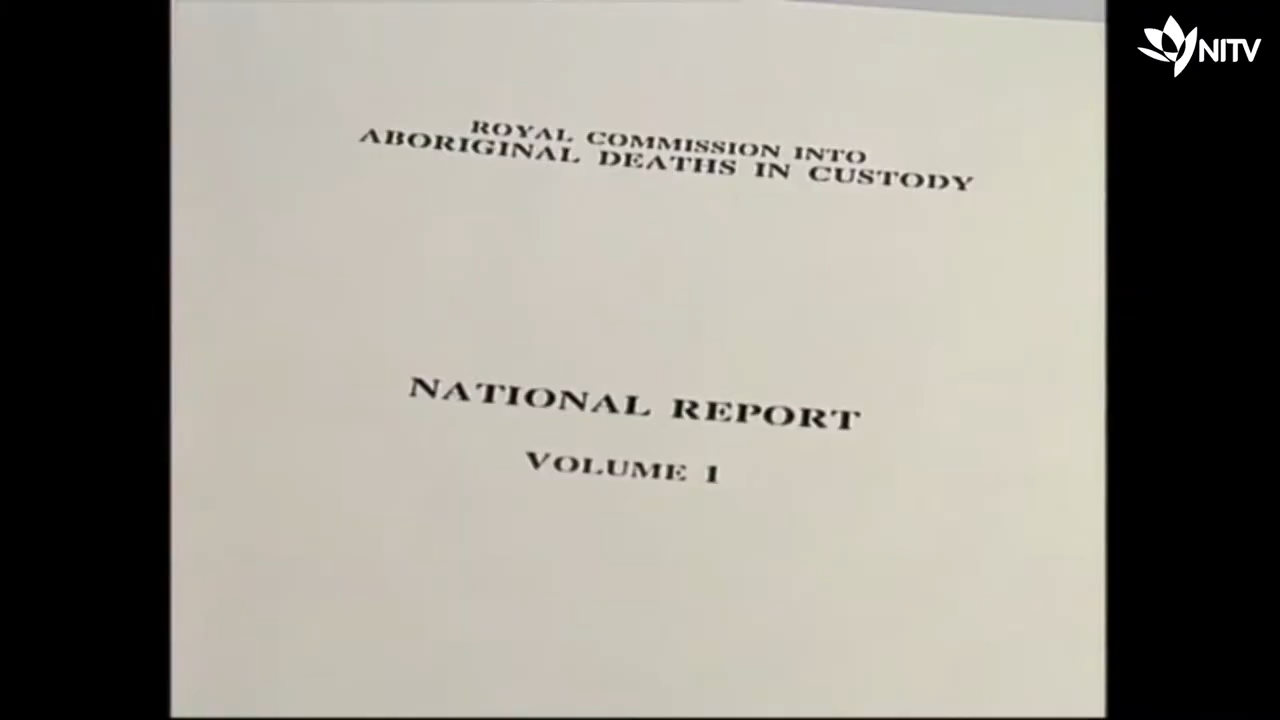 NITV
ROYAL COMMISSION INTO
ABORIGINAL DEATHS IN CUSTODY
NATIONAL REPORT
VOLUME 1